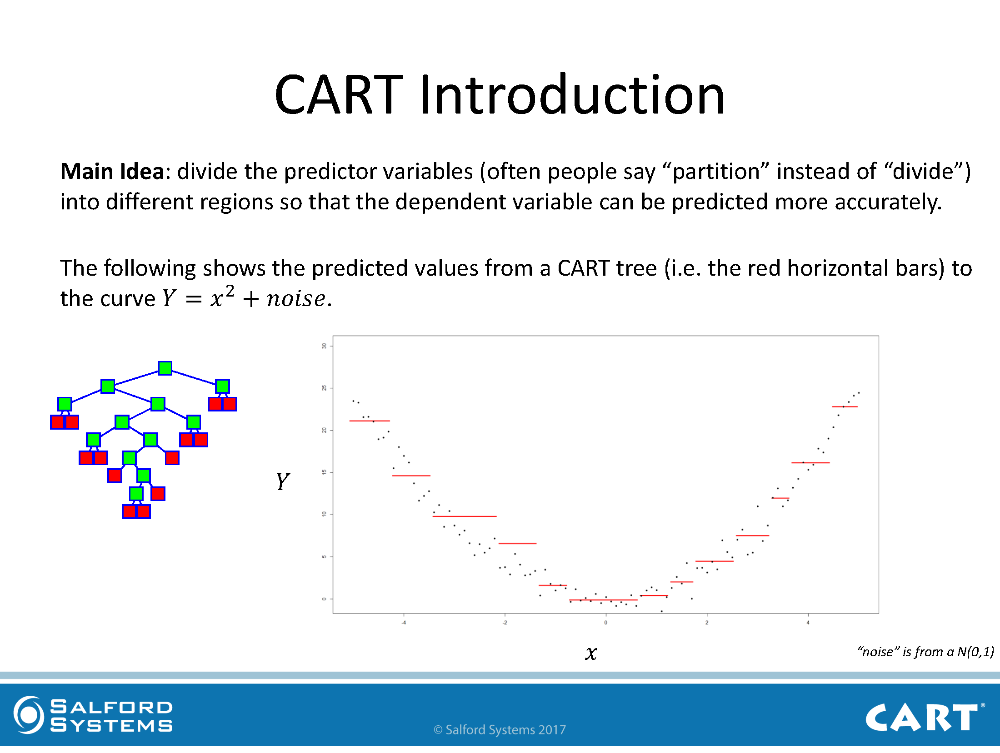 CART Introduction
Main Idea: divide the predictor variables (often people say “partition” instead of “divide”)
into different regions so that the dependent variable can be predicted more accurately.
The following shows the predicted values from a CART tree (i.e. the red horizontal bars) to
the curve Y = x² + noise.
30
25
20
15
10
5
0
Y
-4 -2 0 2 4
x
“noise” is from a N(0,1)
SALFORD
SYSTEMS
© Salford Systems 2017
CART®